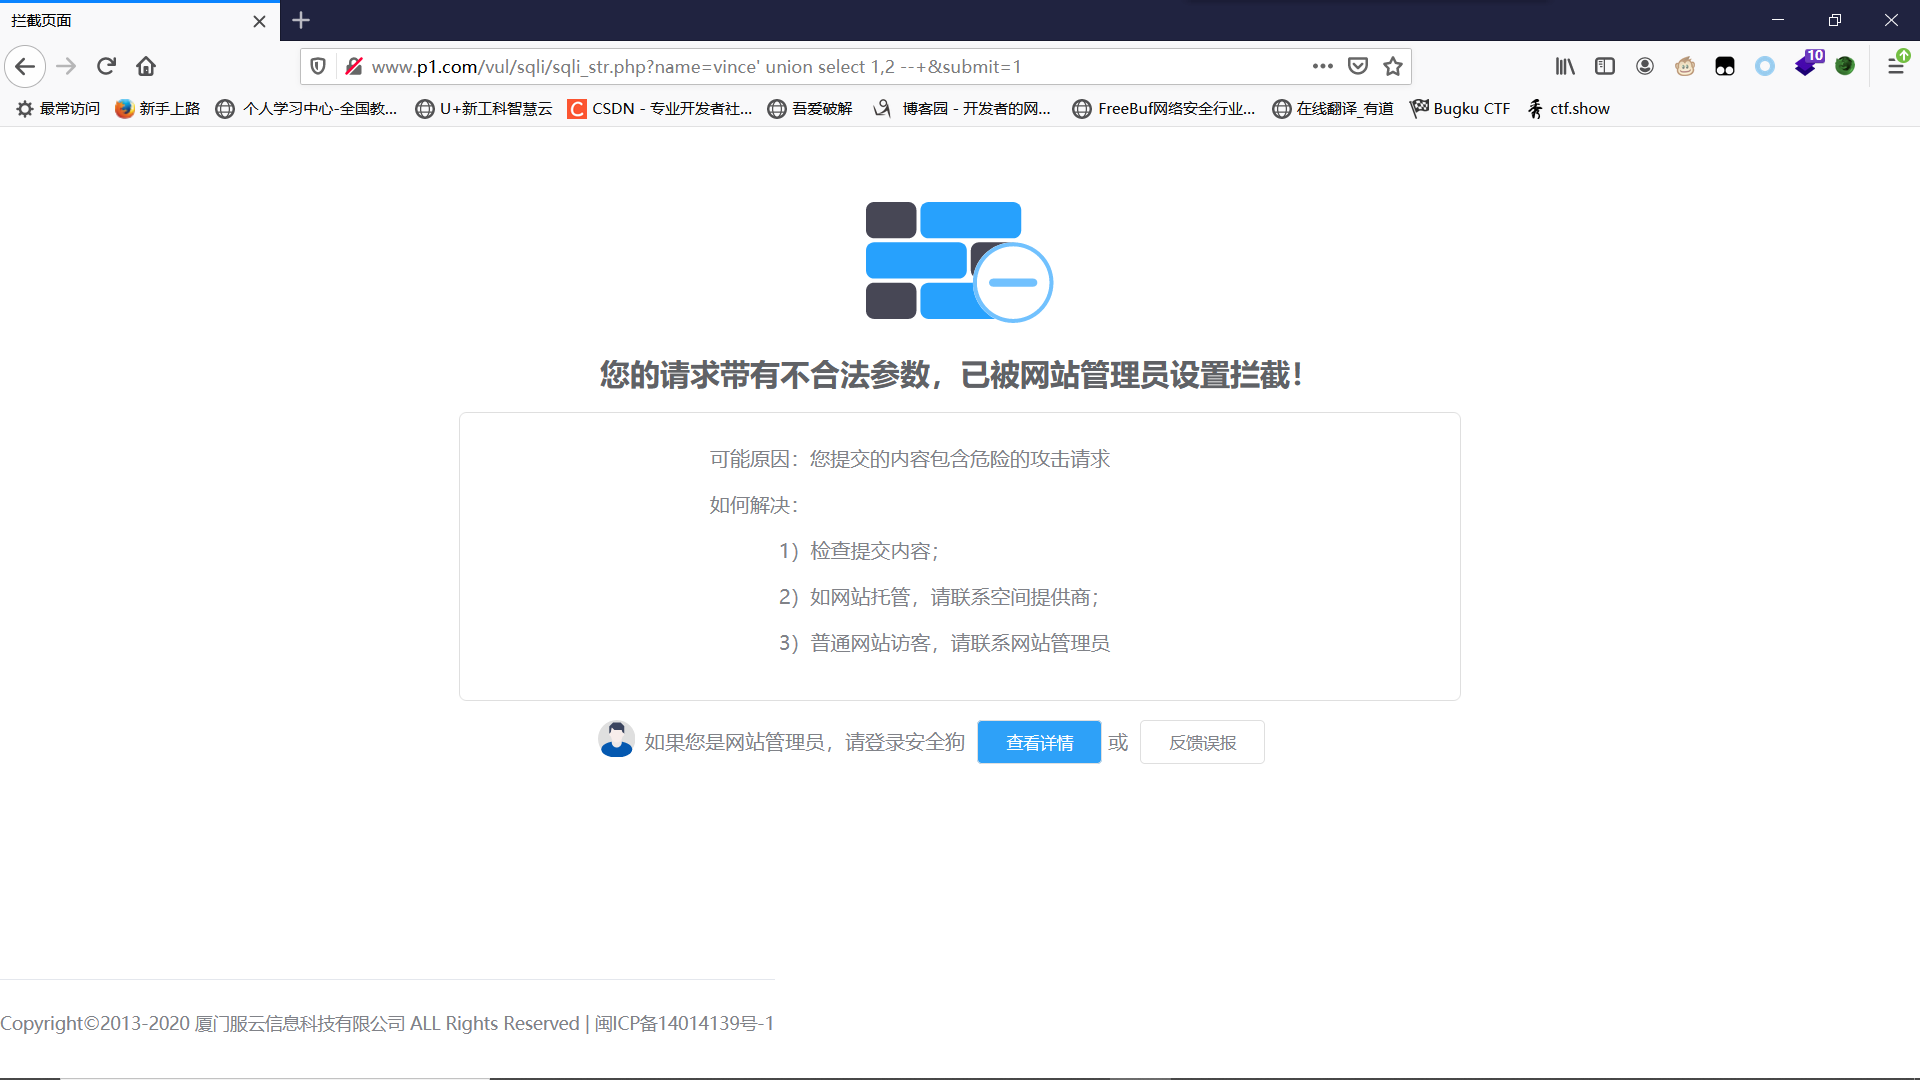 拦截页面
www.p1.com/vul/sqli/sqli_str.php?name=vince' union select 1,2 --+&submit=1
10
最常访问 新手上路 个人学习中心-全国教... U+新工科智慧云 CSDN - 专业开发者社... 吾爱破解 博客园 - 开发者的网... FreeBuf网络安全行业... 在线翻译_有道 Bugku CTF ctf.show
您的请求带有不合法参数，已被网站管理员设置拦截！
可能原因：您提交的内容包含危险的攻击请求
如何解决：
1）检查提交内容；
2）如网站托管，请联系空间提供商；
3）普通网站访客，请联系网站管理员
如果您是网站管理员，请登录安全狗 查看详情 或 反馈误报
Copyright©2013-2020 厦门服云信息科技有限公司 ALL Rights Reserved | 闽ICP备14014139号-1